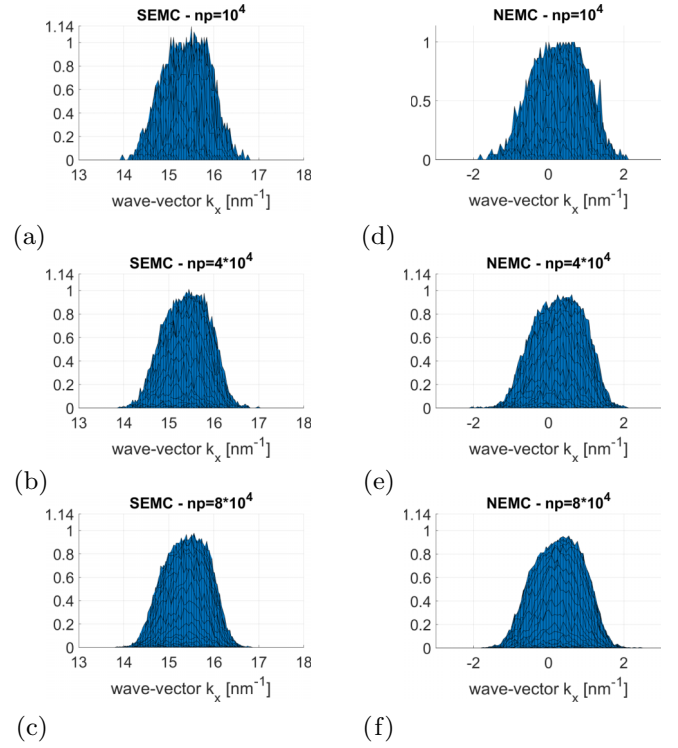 SEMC - np=10^4
1.14
1
0.8
0.6
0.4
0.2
0
13 14 15 16 17 18
wave-vector k_x [nm^-1]
(a)
NEMC - np=10^4
1
0.5
0
-2 0 2
wave-vector k_x [nm^-1]
(d)
SEMC - np=4*10^4
1.14
1
0.8
0.6
0.4
0.2
0
13 14 15 16 17 18
wave-vector k_x [nm^-1]
(b)
NEMC - np=4*10^4
1.14
1
0.8
0.6
0.4
0.2
0
-2 0 2
wave-vector k_x [nm^-1]
(e)
SEMC - np=8*10^4
1.14
1
0.8
0.6
0.4
0.2
0
13 14 15 16 17 18
wave-vector k_x [nm^-1]
(c)
NEMC - np=8*10^4
1.14
1
0.8
0.6
0.4
0.2
0
-2 0 2
wave-vector k_x [nm^-1]
(f)